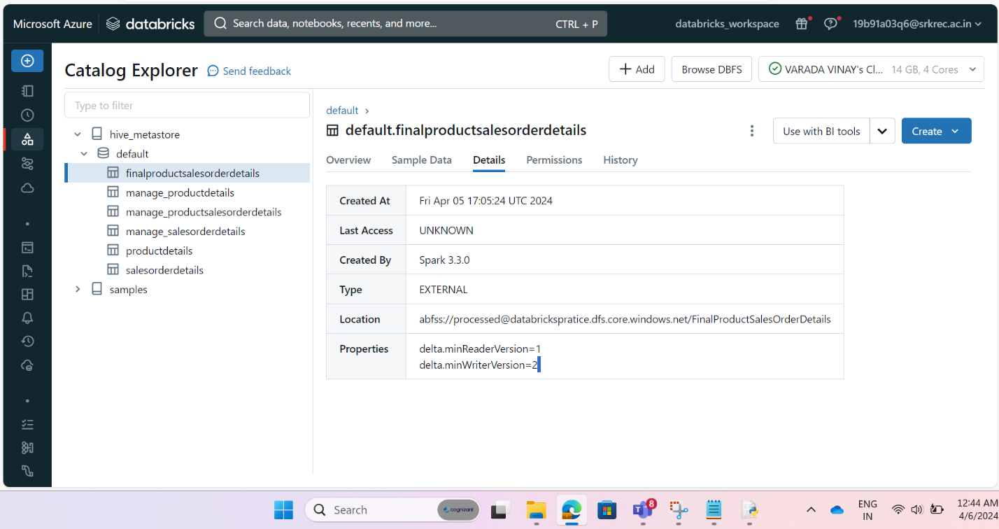 Microsoft Azure databricks Search data, notebooks, recents, and more... CTRL + P databricks_workspace 19b91a03q6@srkrec.ac.in
Catalog Explorer Send feedback Add Browse DBFS VARADA VINAY's Cl... 14 GB, 4 Cores
Type to filter
hive_metastore
default
finalproductsalesorderdetails
manage_productdetails
manage_productsalesorderdetails
manage_salesorderdetails
productdetails
salesorderdetails
samples
default
default.finalproductsalesorderdetails Use with BI tools Create
Overview Sample Data Details Permissions History
Created At Fri Apr 05 17:05:24 UTC 2024
Last Access UNKNOWN
Created By Spark 3.3.0
Type EXTERNAL
Location abfss://processed@databrickspratice.dfs.core.windows.net/FinalProductSalesOrderDetails
Properties delta.minReaderVersion=1
delta.minWriterVersion=2
Search cognizant 8 ENG 12:44 AM
IN 4/6/2024